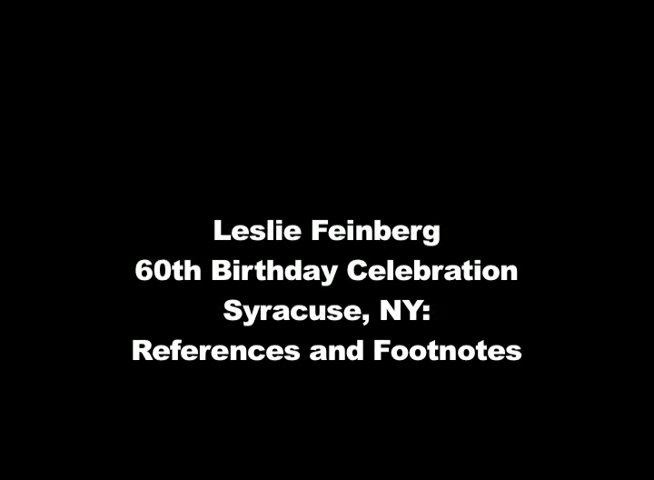 Leslie Feinberg
60th Birthday Celebration
Syracuse, NY:
References and Footnotes